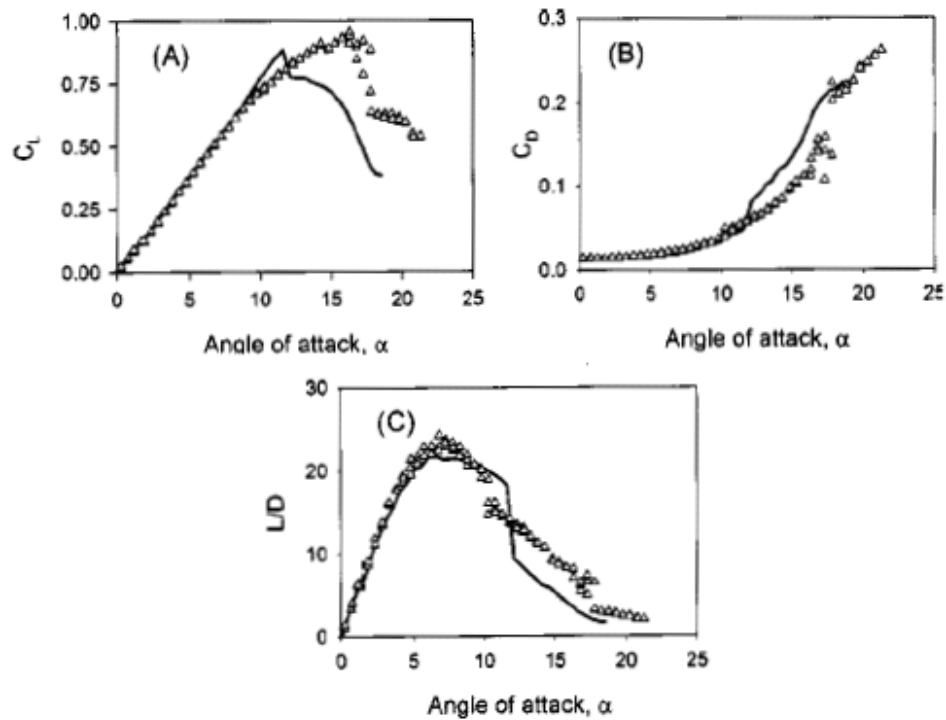 (A)
C_L
1.00
0.75
0.50
0.25
0.00
0 5 10 15 20 25
Angle of attack, α
(B)
C_D
0.3
0.2
0.1
0.0
0 5 10 15 20 25
Angle of attack, α
(C)
L/D
30
20
10
0
0 5 10 15 20 25
Angle of attack, α